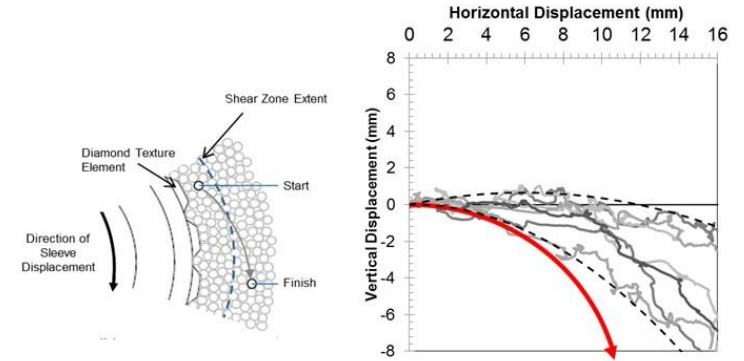 Shear Zone Extent
Diamond Texture
Element
Start
Direction of
Sleeve
Displacement
Finish
Horizontal Displacement (mm)
0 2 4 6 8 10 12 14 16
Vertical Displacement (mm)
8
6
4
2
0
-2
-4
-6
-8